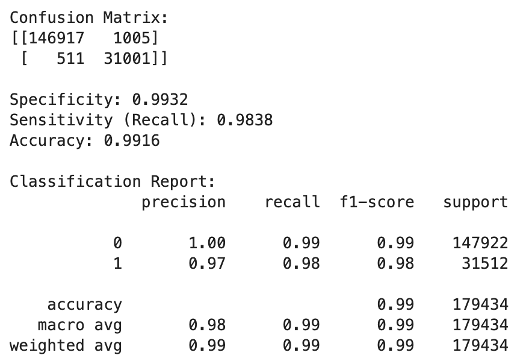 Confusion Matrix:
[[146917   1005]
 [   511  31001]]
Specificity: 0.9932
Sensitivity (Recall): 0.9838
Accuracy: 0.9916
Classification Report:
              precision    recall  f1-score   support
           0       1.00      0.99      0.99    147922
           1       0.97      0.98      0.98     31512
    accuracy                           0.99    179434
   macro avg       0.98      0.99      0.99    179434
weighted avg       0.99      0.99      0.99    179434